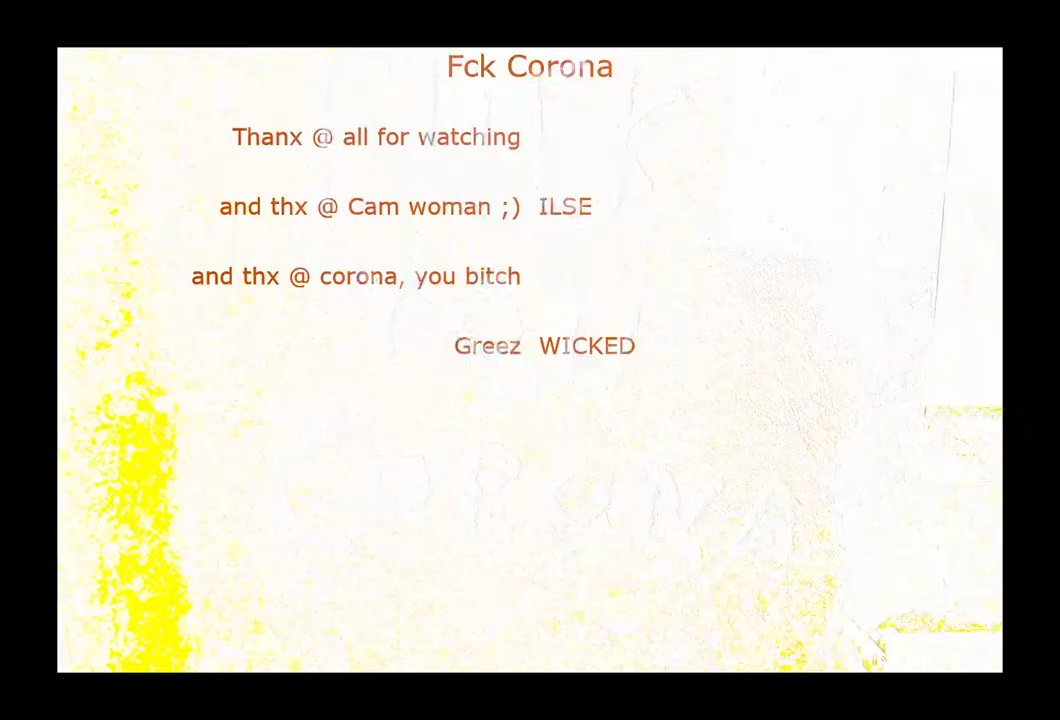 Fck Corona
Thanx @ all for watching
and thx @ Cam woman ;) ILSE
and thx @ corona, you bitch
Greez WICKED